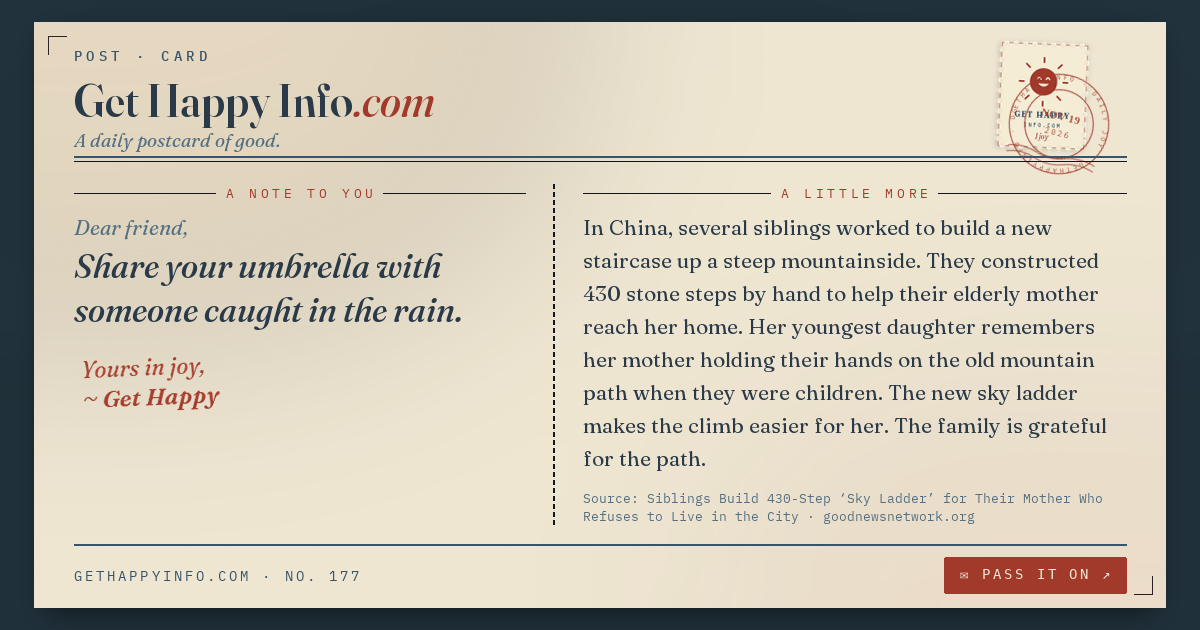 POST · CARD
Get Happy Info.com
A daily postcard of good.
GET HAPPY
INFO.COM
1joy
2026
A NOTE TO YOU
Dear friend,
Share your umbrella with
someone caught in the rain.
Yours in joy,
~ Get Happy
A LITTLE MORE
In China, several siblings worked to build a new
staircase up a steep mountainside. They constructed
430 stone steps by hand to help their elderly mother
reach her home. Her youngest daughter remembers
her mother holding their hands on the old mountain
path when they were children. The new sky ladder
makes the climb easier for her. The family is grateful
for the path.
Source: Siblings Build 430-Step ‘Sky Ladder’ for Their Mother Who
Refuses to Live in the City · goodnewsnetwork.org
GETHAPPYINFO.COM · NO. 177
✉ PASS IT ON ↗